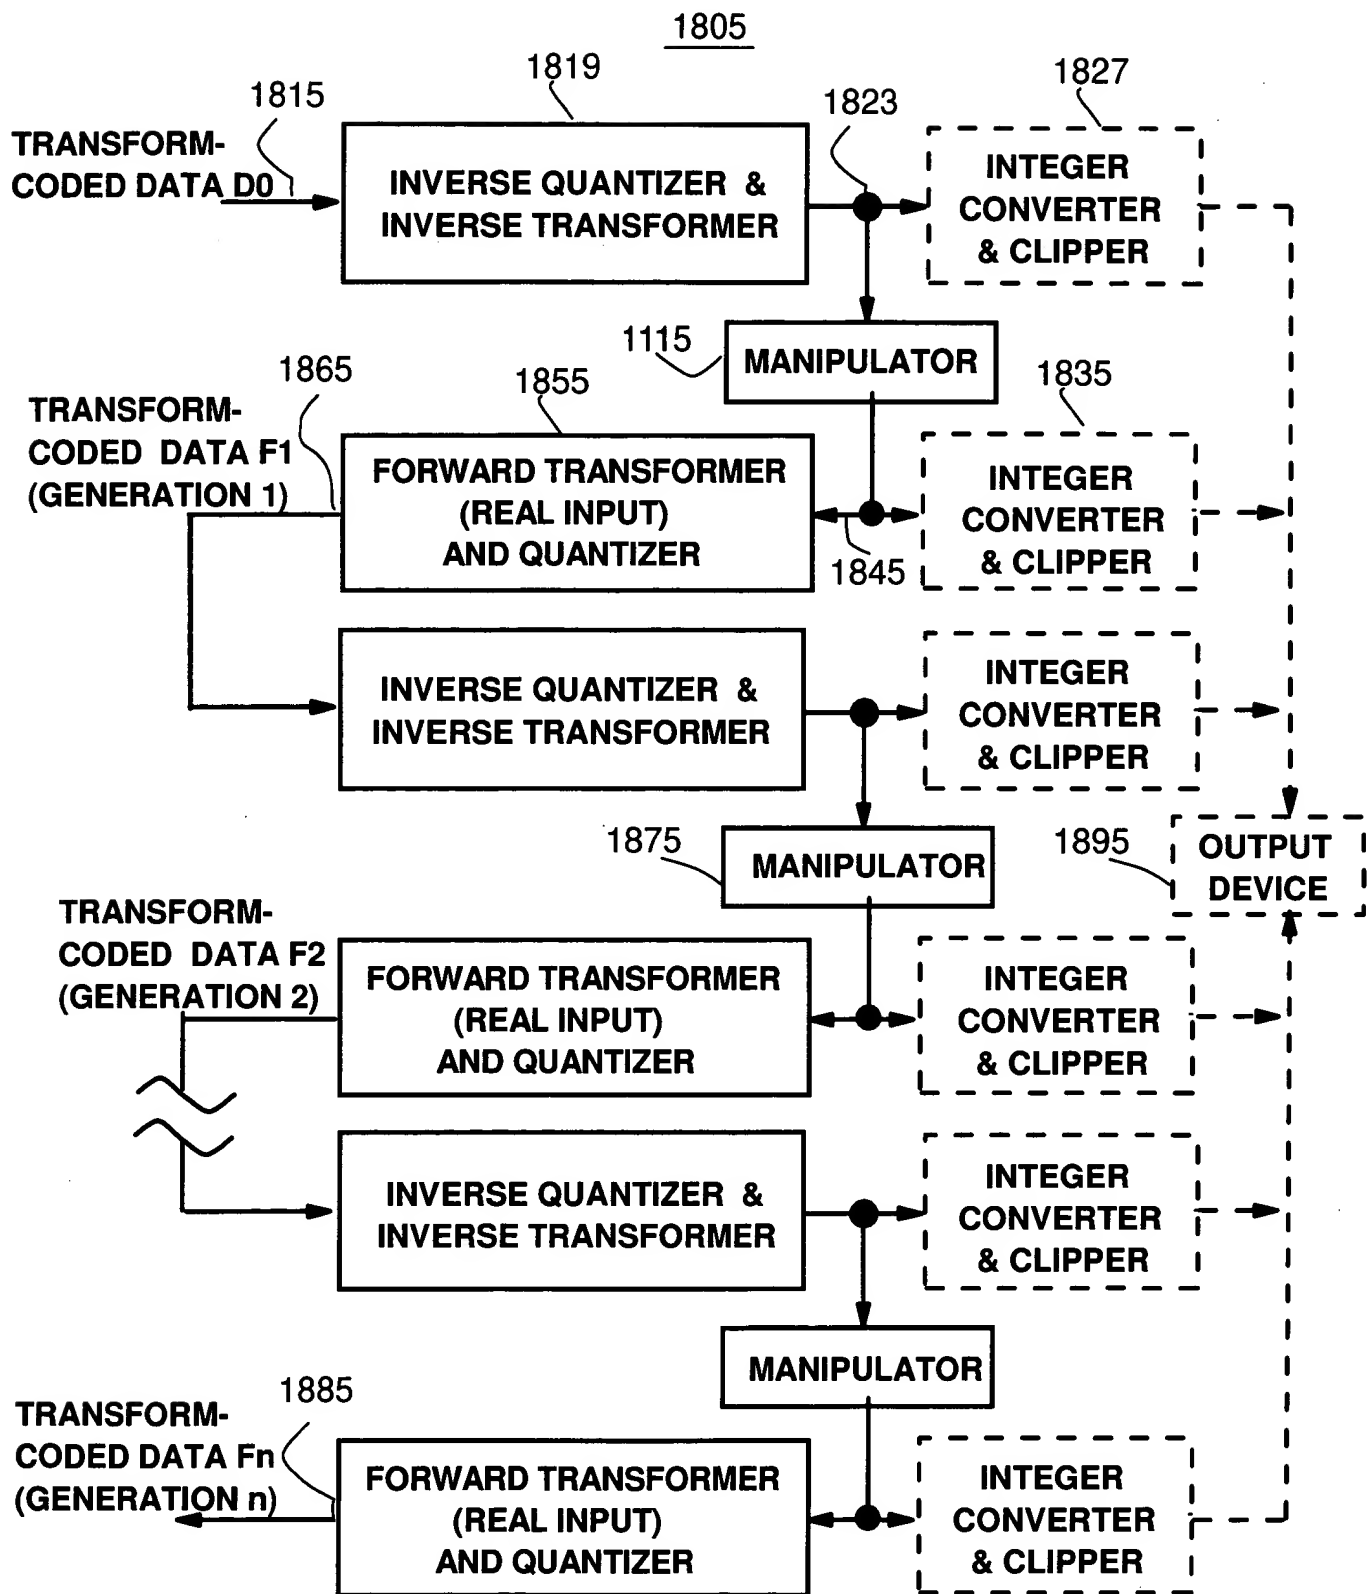 1805
1819
1827
1815
1823
TRANSFORM-
CODED DATA D0
INVERSE QUANTIZER &
INVERSE TRANSFORMER
INTEGER
CONVERTER
& CLIPPER
1115
MANIPULATOR
1865
1855
1835
TRANSFORM-
CODED DATA F1
(GENERATION 1)
FORWARD TRANSFORMER
(REAL INPUT)
AND QUANTIZER
1845
INTEGER
CONVERTER
& CLIPPER
INVERSE QUANTIZER &
INVERSE TRANSFORMER
INTEGER
CONVERTER
& CLIPPER
1875
MANIPULATOR
1895
OUTPUT
DEVICE
TRANSFORM-
CODED DATA F2
(GENERATION 2)
FORWARD TRANSFORMER
(REAL INPUT)
AND QUANTIZER
INTEGER
CONVERTER
& CLIPPER
INVERSE QUANTIZER &
INVERSE TRANSFORMER
INTEGER
CONVERTER
& CLIPPER
MANIPULATOR
1885
TRANSFORM-
CODED DATA Fn
(GENERATION n)
FORWARD TRANSFORMER
(REAL INPUT)
AND QUANTIZER
INTEGER
CONVERTER
& CLIPPER